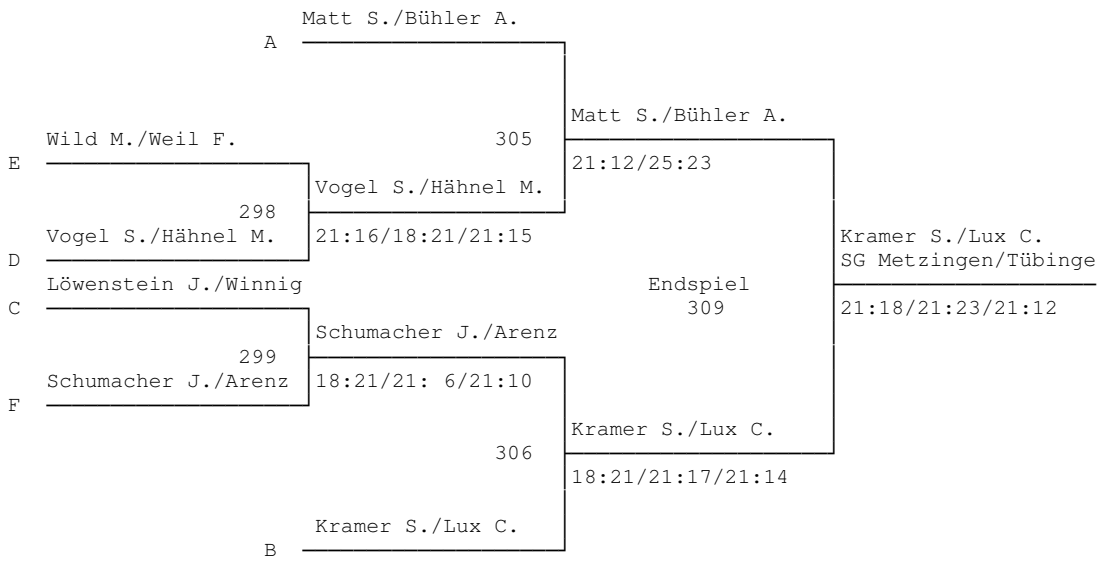 Matt S./Bühler A.
A
Matt S./Bühler A.
Wild M./Weil F.
305
E
21:12/25:23
Vogel S./Hähnel M.
298
Vogel S./Hähnel M.
21:16/18:21/21:15
Kramer S./Lux C.
D
SG Metzingen/Tübinge
Löwenstein J./Winnig
Endspiel
C
309
21:18/21:23/21:12
Schumacher J./Arenz
299
Schumacher J./Arenz
18:21/21: 6/21:10
F
Kramer S./Lux C.
306
18:21/21:17/21:14
Kramer S./Lux C.
B